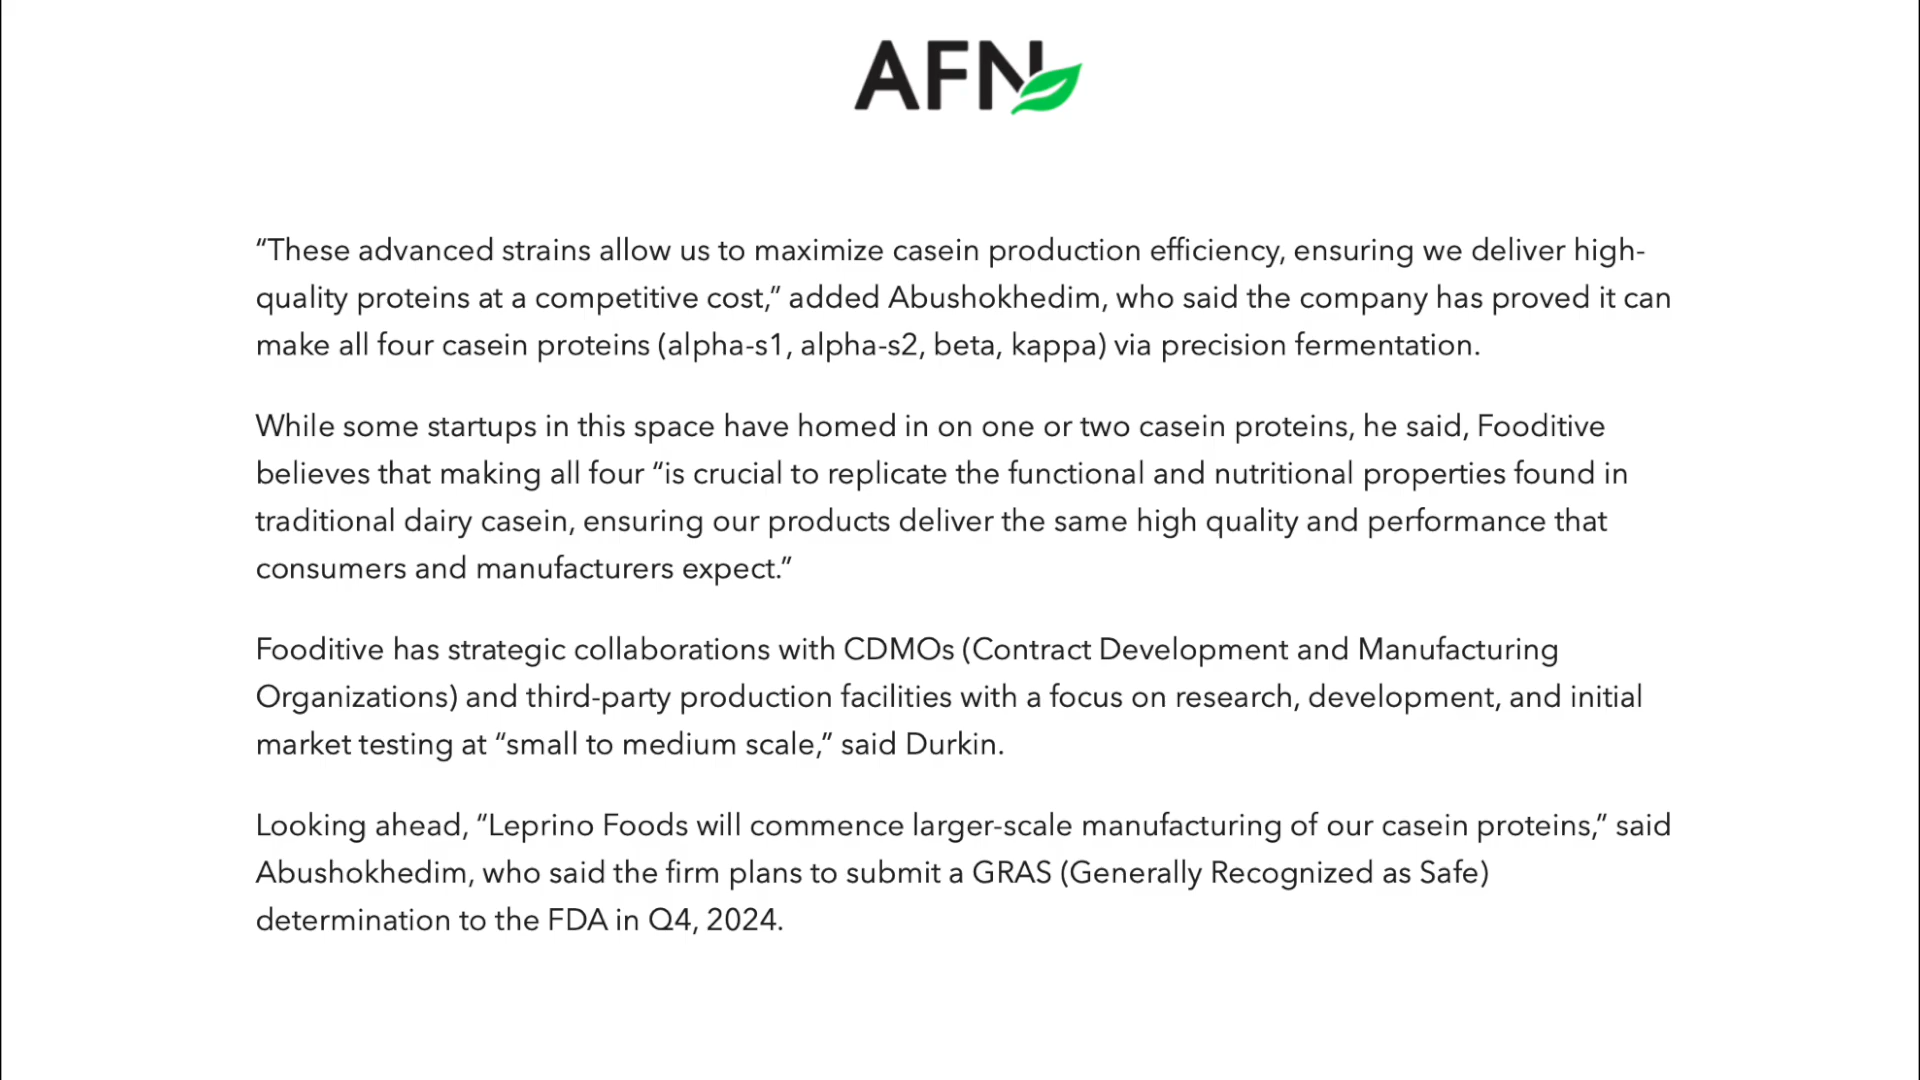 AFN
“These advanced strains allow us to maximize casein production efficiency, ensuring we deliver high-
quality proteins at a competitive cost,” added Abushokhedim, who said the company has proved it can
make all four casein proteins (alpha-s1, alpha-s2, beta, kappa) via precision fermentation.
While some startups in this space have homed in on one or two casein proteins, he said, Fooditive
believes that making all four “is crucial to replicate the functional and nutritional properties found in
traditional dairy casein, ensuring our products deliver the same high quality and performance that
consumers and manufacturers expect.”
Fooditive has strategic collaborations with CDMOs (Contract Development and Manufacturing
Organizations) and third-party production facilities with a focus on research, development, and initial
market testing at “small to medium scale,” said Durkin.
Looking ahead, “Leprino Foods will commence larger-scale manufacturing of our casein proteins,” said
Abushokhedim, who said the firm plans to submit a GRAS (Generally Recognized as Safe)
determination to the FDA in Q4, 2024.